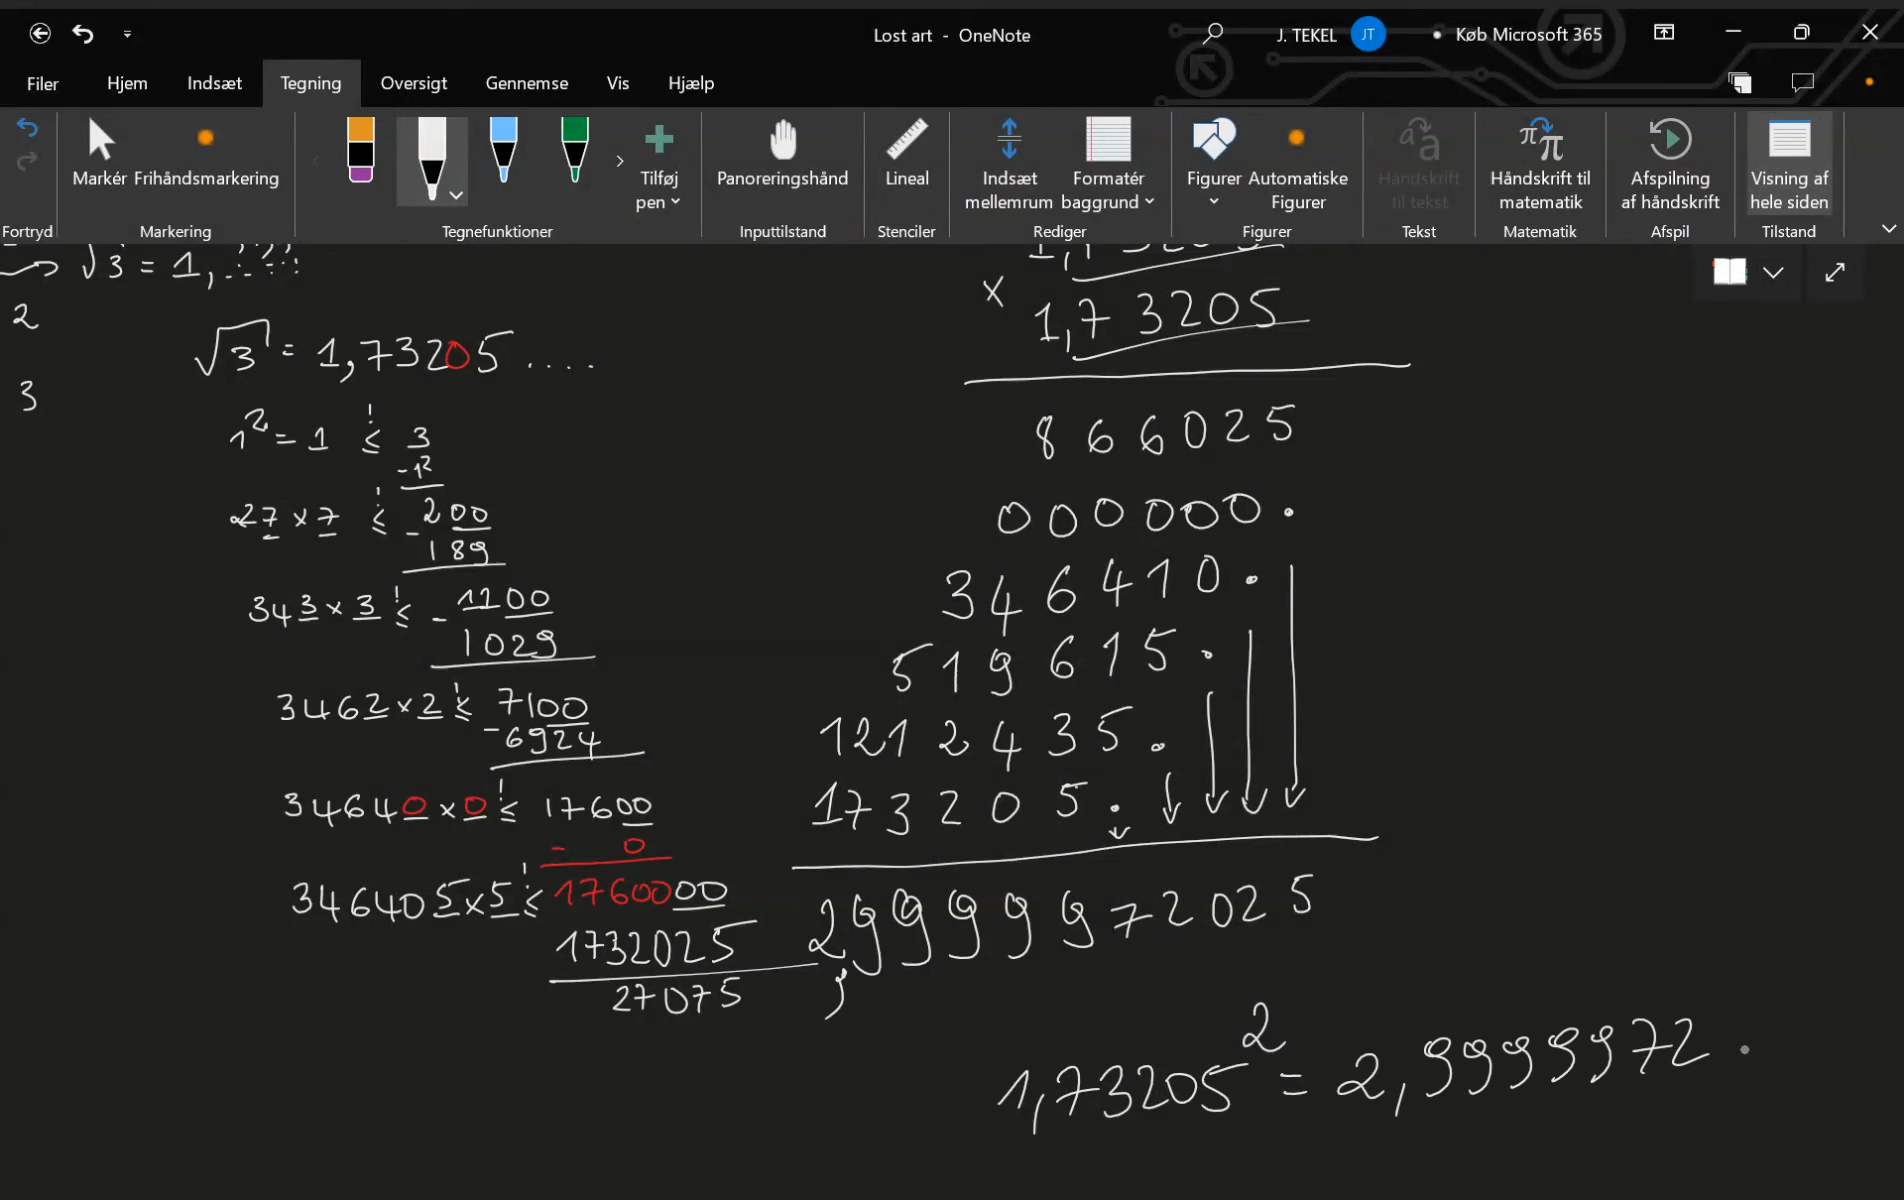 Lost art - OneNote
J. TEKEL
JT
Køb Microsoft 365
Filer
Hjem
Indsæt
Tegning
Oversigt
Gennemse
Vis
Hjælp
Markér
Frihåndsmarkering
Tilføj pen
Panoreringshånd
Lineal
Indsæt mellemrum
Formatér baggrund
Figurer
Automatiske Figurer
Håndskrift til tekst
Håndskrift til matematik
Afspilning af håndskrift
Visning af hele siden
Fortryd
Markering
Tegnefunktioner
Inputtilstand
Stenciler
Rediger
Figurer
Tekst
Matematik
Afspil
Tilstand
√3 = 1,
2
3
√3 = 1,73205 ....
1² = 1 ≤! 3
-1²
27 × 7 ≤! 200
- 189
343 × 3 ≤! 1100
- 1029
3462 × 2 ≤! 7100
-6924
34640 × 0 ≤! 17600
- 0
346405 × 5 ≤! 1760000
1732025
27075
× 1,73205
866025
000000.
346410.
519615.
1212435.
173205.
2,99999972025
1,73205² = 2,9999972